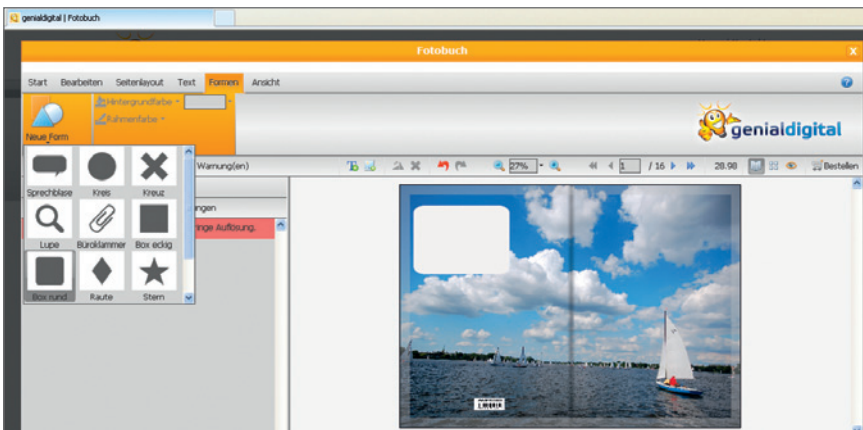 genialdigital | Fotobuch
Fotobuch
X
Start Bearbeiten Seitenlayout Text Formen Ansicht
?
Hintergrundfarbe
Rahmenfarbe
Neue Form
genialdigital
Warnung(en)
27%
1 / 16
28.98
Bestellen
Sprechblase Kreis Kreuz
ungen
ringe Auflösung.
Lupe Büroklammer Box eckig
Box rund Raute Stern